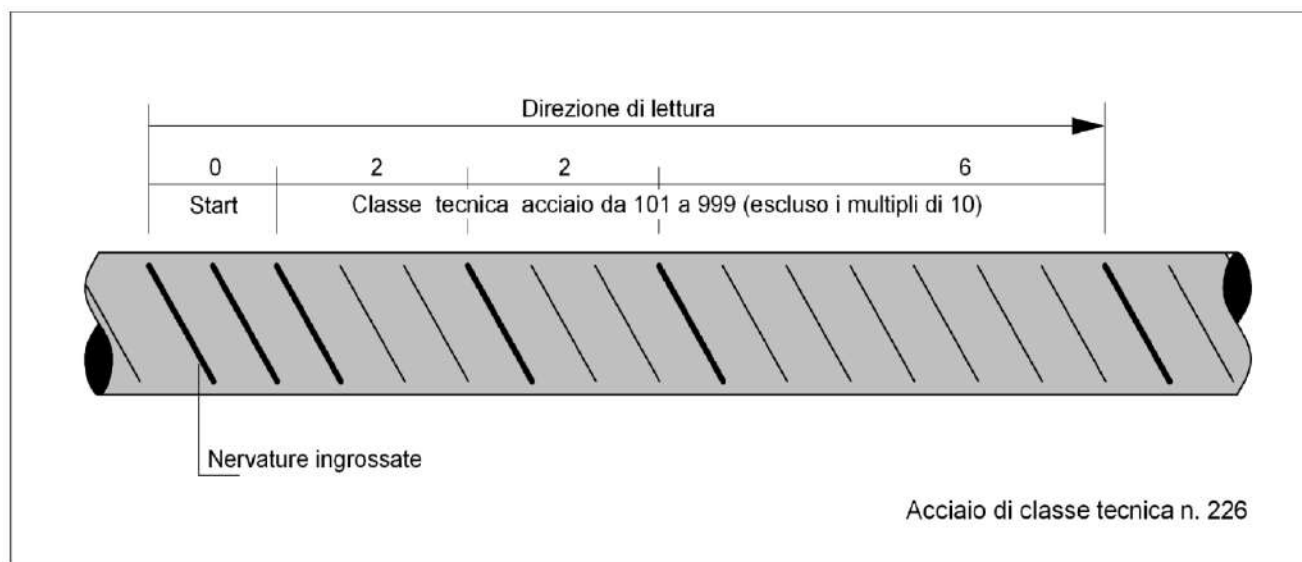 Direzione di lettura
0 2 2 6
Start Classe tecnica acciaio da 101 a 999 (escluso i multipli di 10)
Nervature ingrossate
Acciaio di classe tecnica n. 226